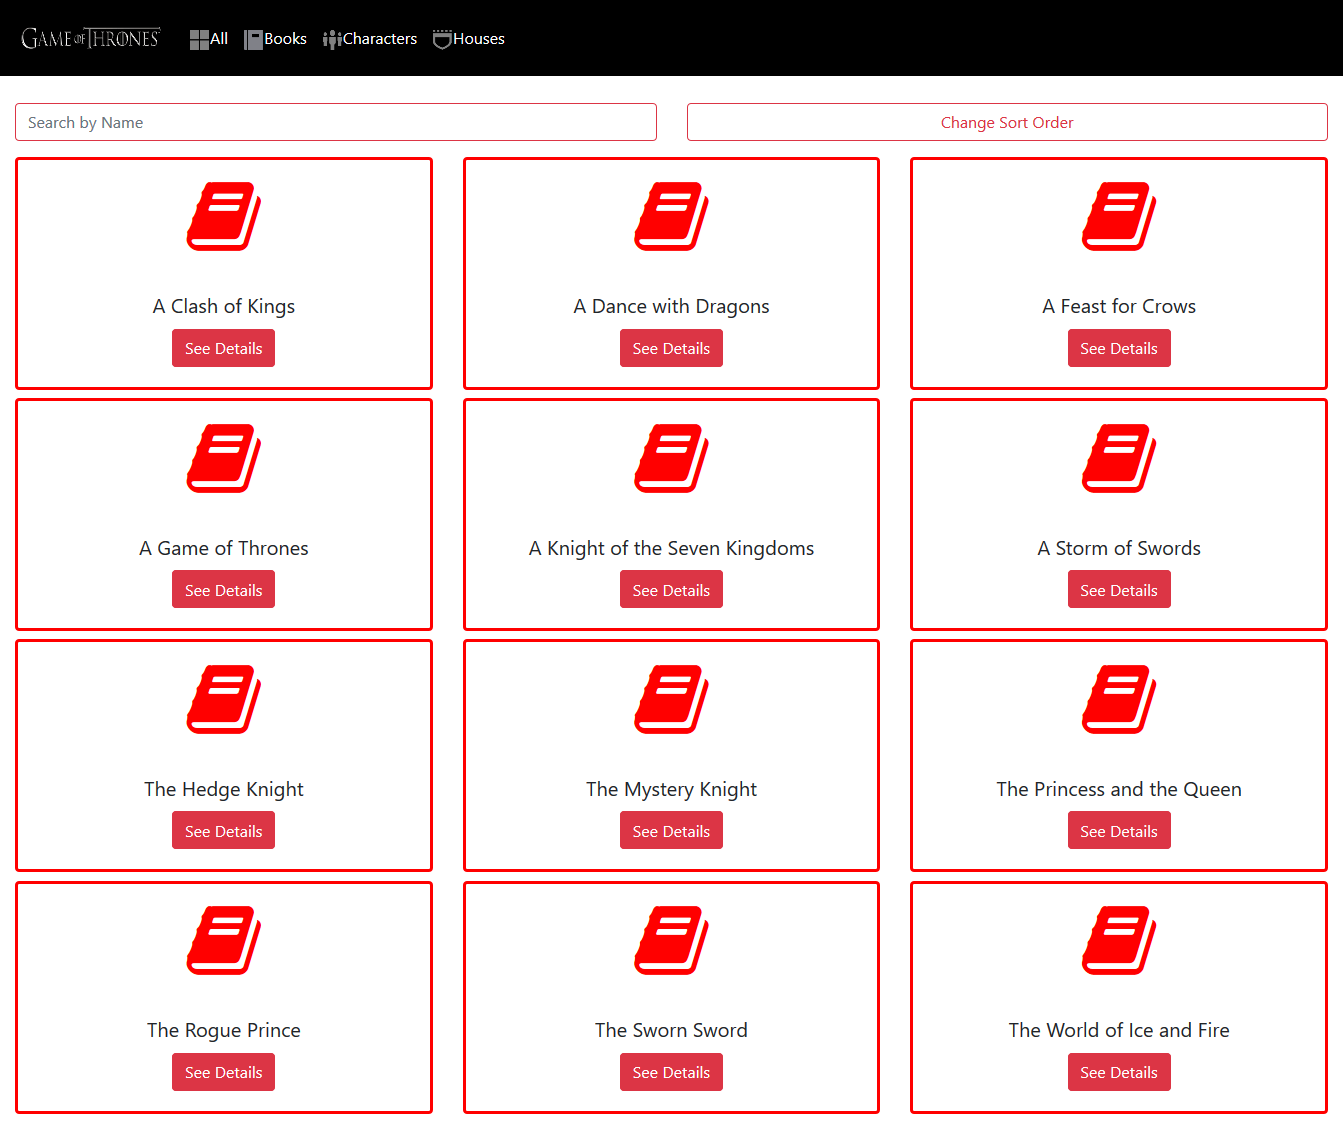 GAME OF THRONES All Books Characters Houses
Search by Name Change Sort Order
A Clash of Kings A Dance with Dragons A Feast for Crows
See Details See Details See Details
A Game of Thrones A Knight of the Seven Kingdoms A Storm of Swords
See Details See Details See Details
The Hedge Knight The Mystery Knight The Princess and the Queen
See Details See Details See Details
The Rogue Prince The Sworn Sword The World of Ice and Fire
See Details See Details See Details